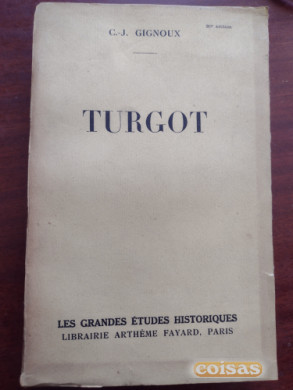 C.-J. GIGNOUX
TURGOT
LES GRANDES ÉTUDES HISTORIQUES
LIBRAIRIE ARTHÈME FAYARD, PARIS
coisas